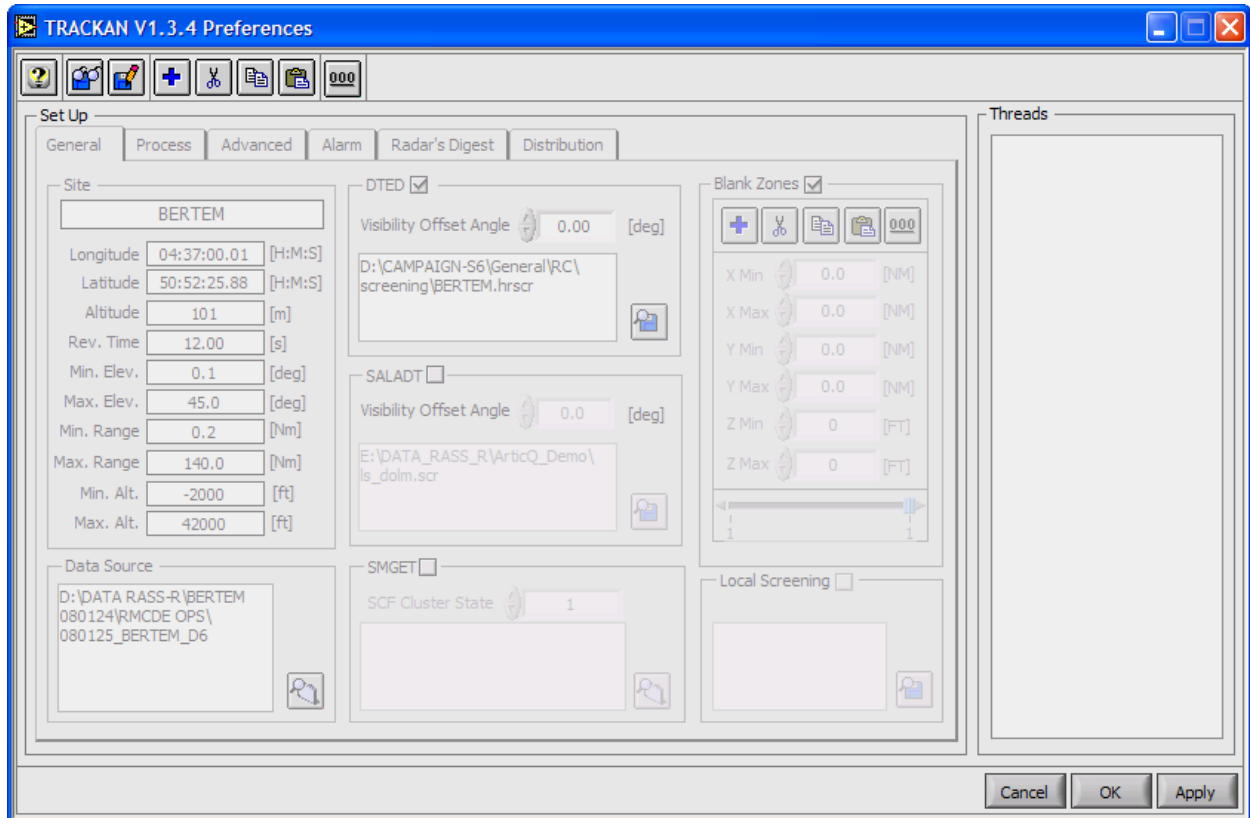 TRACKAN V1.3.4 Preferences
000
Set Up
General Process Advanced Alarm Radar's Digest Distribution
Site
BERTEM
Longitude 04:37:00.01 [H:M:S]
Latitude 50:52:25.88 [H:M:S]
Altitude 101 [m]
Rev. Time 12.00 [s]
Min. Elev. 0.1 [deg]
Max. Elev. 45.0 [deg]
Min. Range 0.2 [Nm]
Max. Range 140.0 [Nm]
Min. Alt. -2000 [ft]
Max. Alt. 42000 [ft]
Data Source
D:\DATA RASS-R\BERTEM
080124\RMCDE OPS\
080125_BERTEM_D6
DTED
Visibility Offset Angle 0.00 [deg]
D:\CAMPAIGN-S6\General\RC\
screening\BERTEM.hrscr
SALADT
Visibility Offset Angle 0.0 [deg]
E:\DATA_RASS_R\ArticQ_Demo\
ls_dolm.scr
SMGET
SCF Cluster State 1
Blank Zones
000
X Min 0.0 [NM]
X Max 0.0 [NM]
Y Min 0.0 [NM]
Y Max 0.0 [NM]
Z Min 0 [FT]
Z Max 0 [FT]
1 1
Local Screening
Threads
Cancel OK Apply